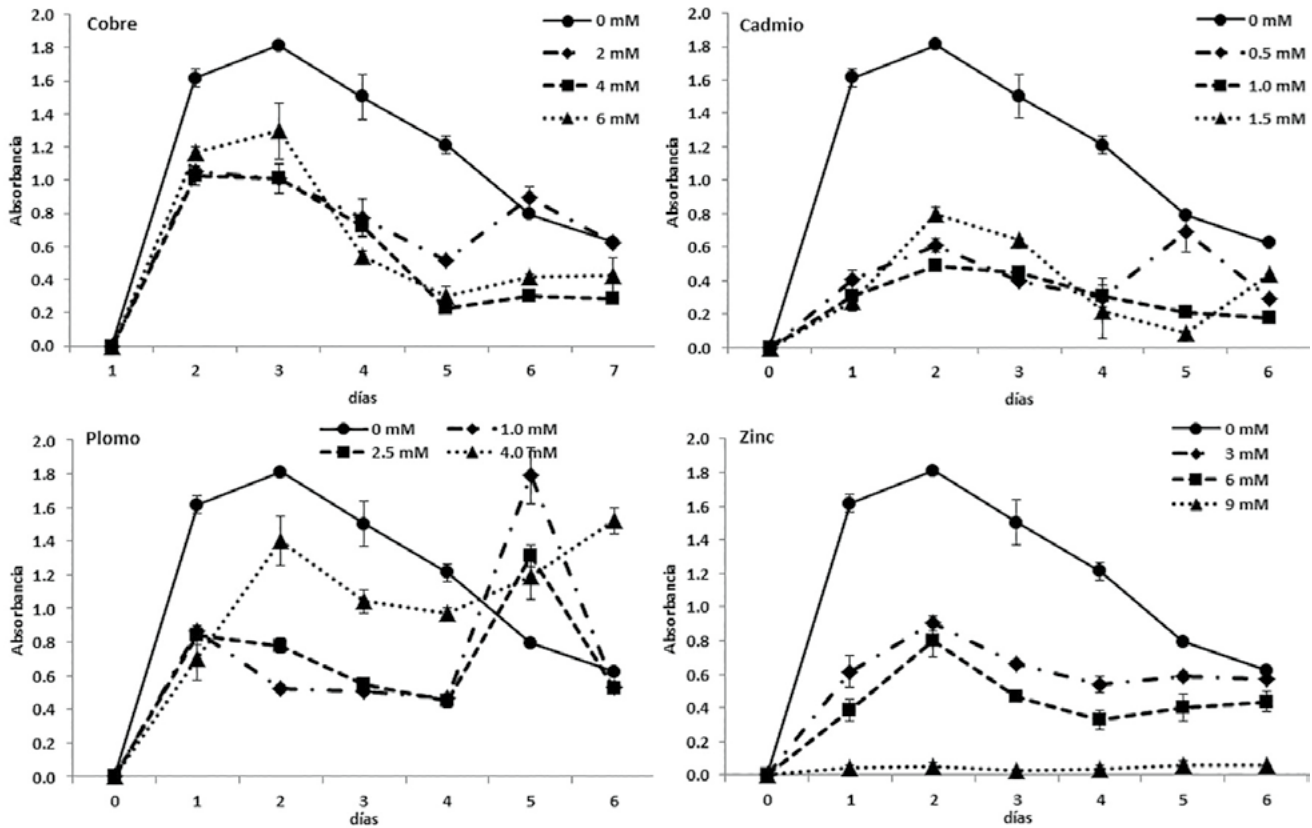 Cobre
0 mM
2 mM
4 mM
6 mM
Absorbancia
2.0
1.8
1.6
1.4
1.2
1.0
0.8
0.6
0.4
0.2
0.0
1 2 3 4 5 6 7
días
Cadmio
0 mM
0.5 mM
1.0 mM
1.5 mM
Absorbancia
2.0
1.8
1.6
1.4
1.2
1.0
0.8
0.6
0.4
0.2
0.0
0 1 2 3 4 5 6
días
Plomo
0 mM 1.0 mM
2.5 mM 4.0 mM
Absorbancia
2.0
1.8
1.6
1.4
1.2
1.0
0.8
0.6
0.4
0.2
0.0
0 1 2 3 4 5 6
días
Zinc
0 mM
3 mM
6 mM
9 mM
Absorbancia
2.0
1.8
1.6
1.4
1.2
1.0
0.8
0.6
0.4
0.2
0.0
0 1 2 3 4 5 6
días